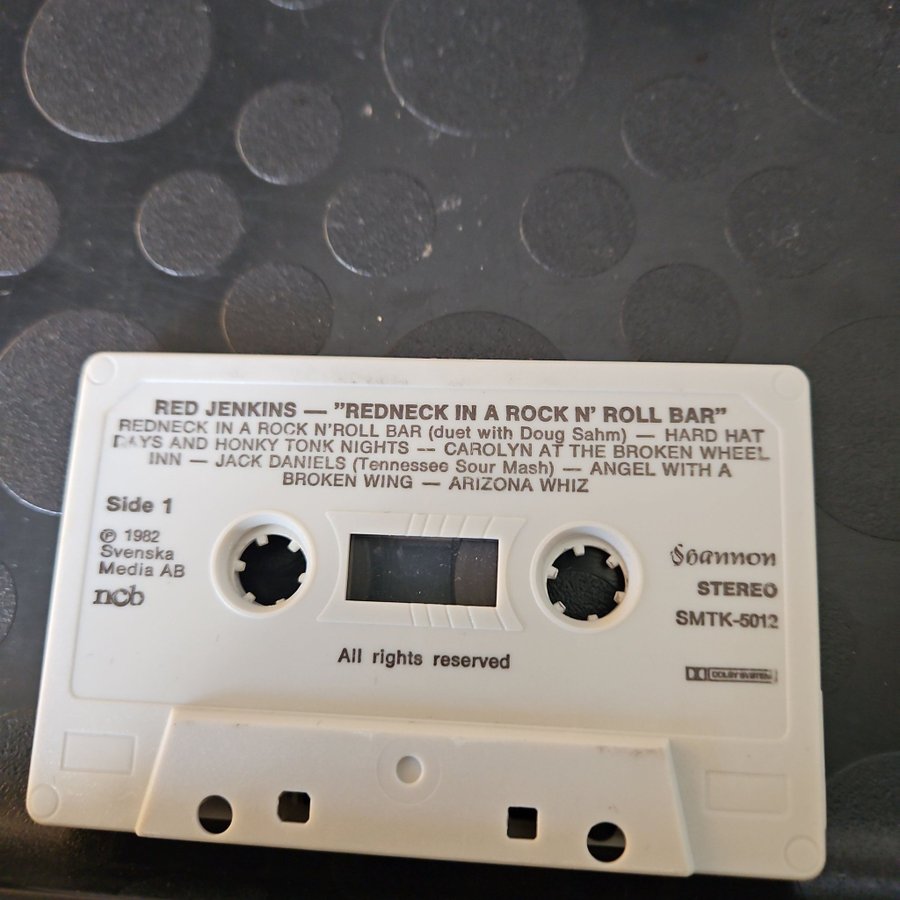 RED JENKINS — "REDNECK IN A ROCK N' ROLL BAR"
REDNECK IN A ROCK N'ROLL BAR (duet with Doug Sahm) — HARD HAT
DAYS AND HONKY TONK NIGHTS -- CAROLYN AT THE BROKEN WHEEL
INN — JACK DANIELS (Tennessee Sour Mash) — ANGEL WITH A
BROKEN WING — ARIZONA WHIZ
Side 1
℗ 1982
Svenska
Media AB
ncb
Shannon
STEREO
SMTK-5012
All rights reserved
DOLBY SYSTEM